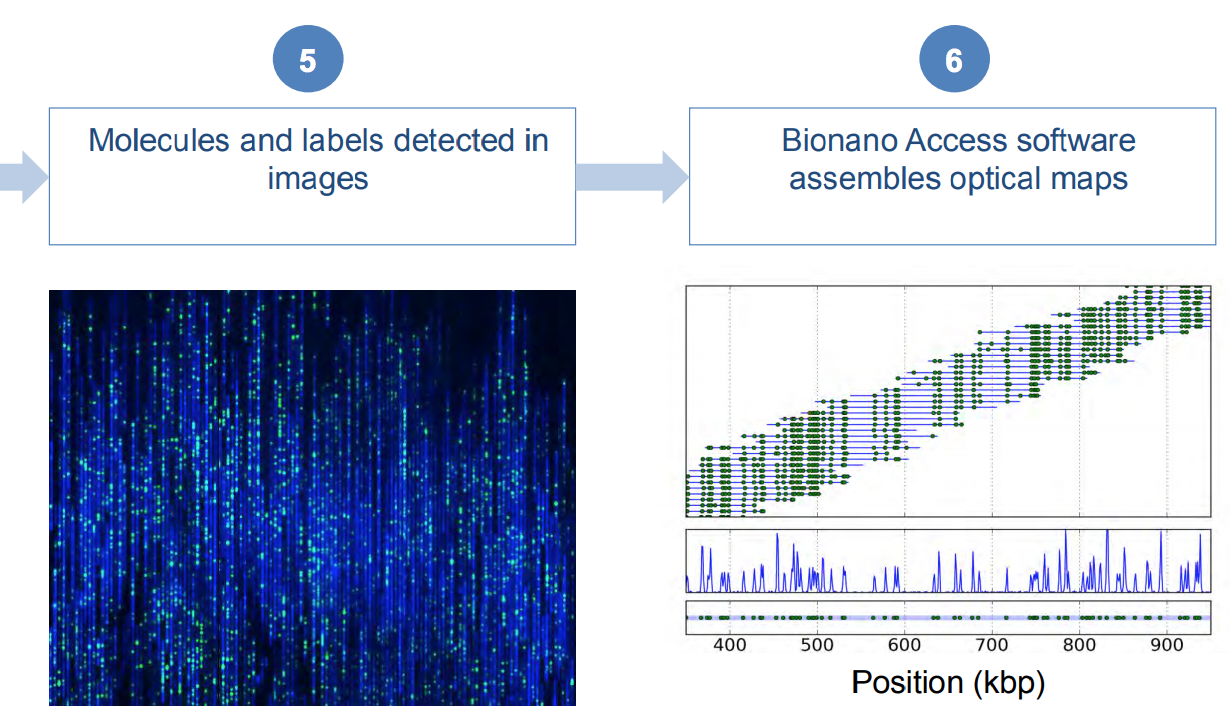 5
Molecules and labels detected in
images
6
Bionano Access software
assembles optical maps
400 500 600 700 800 900
Position (kbp)